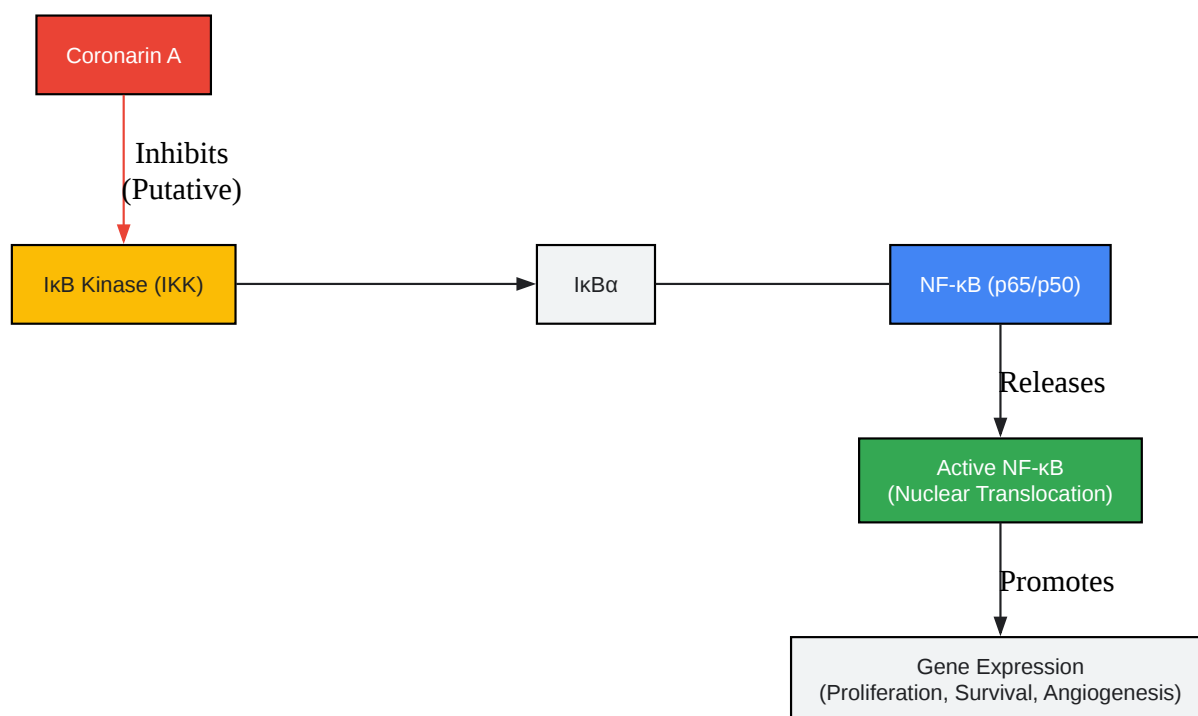 Coronarin A
Inhibits
(Putative)
IκB Kinase (IKK)
IκBα
NF-κB (p65/p50)
Releases
Active NF-κB
(Nuclear Translocation)
Promotes
Gene Expression
(Proliferation, Survival, Angiogenesis)